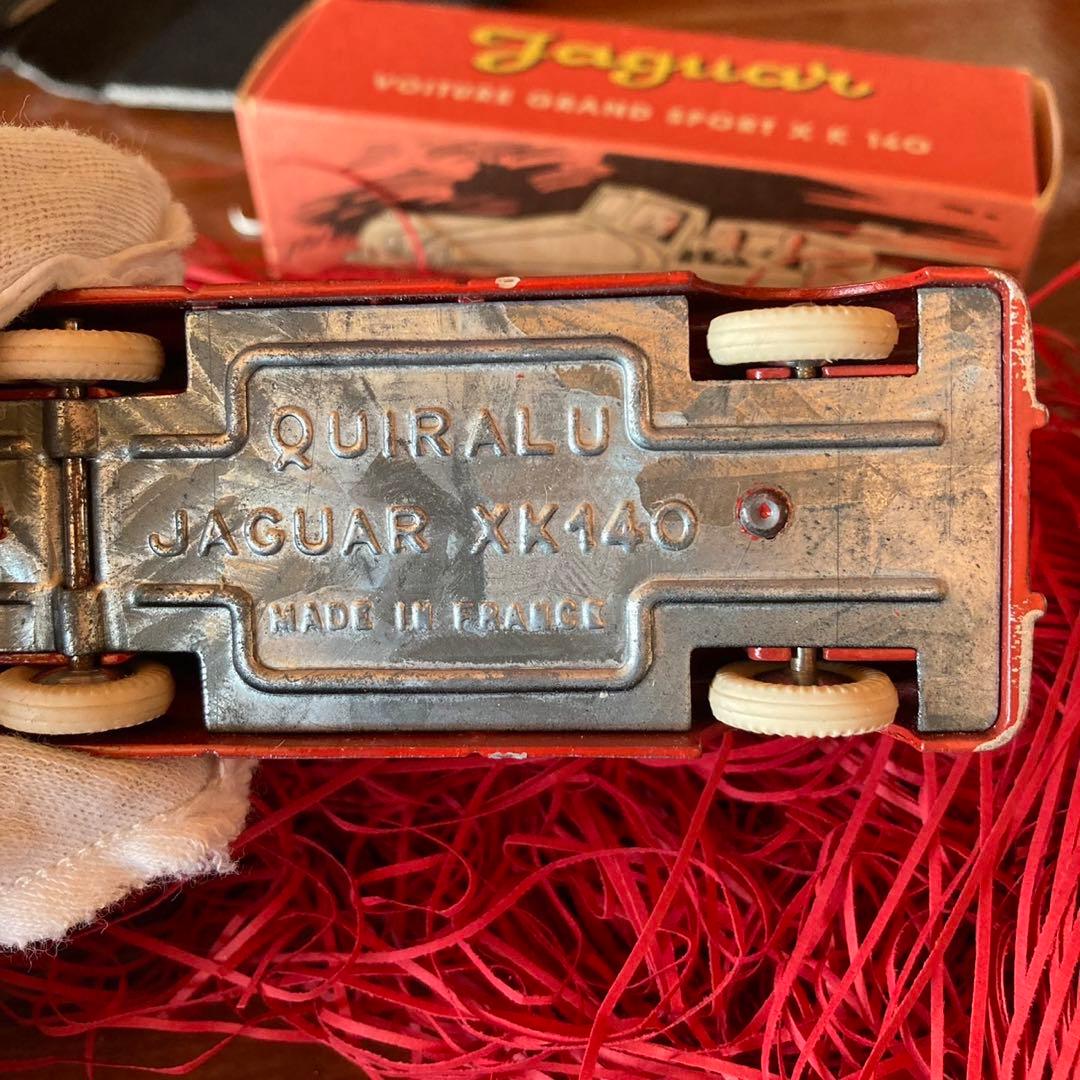 Jaguar
VOITURE GRAND SPORT X K 140
QUIRALU
JAGUAR XK140
MADE IN FRANCE